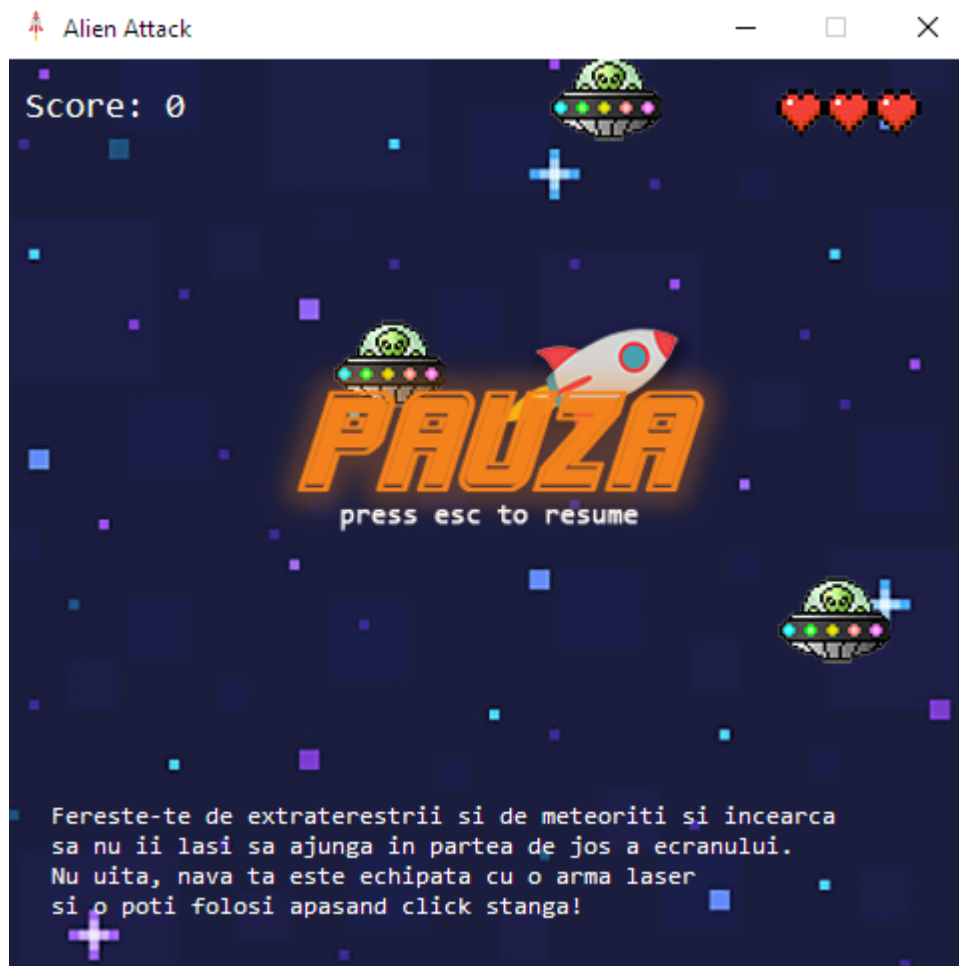 Alien Attack
Score: 0
PAUZA
press esc to resume
Fereste-te de extraterestrii si de meteoriti si incearca
sa nu ii lasi sa ajunga in partea de jos a ecranului.
Nu uita, nava ta este echipata cu o arma laser
si o poti folosi apasand click stanga!